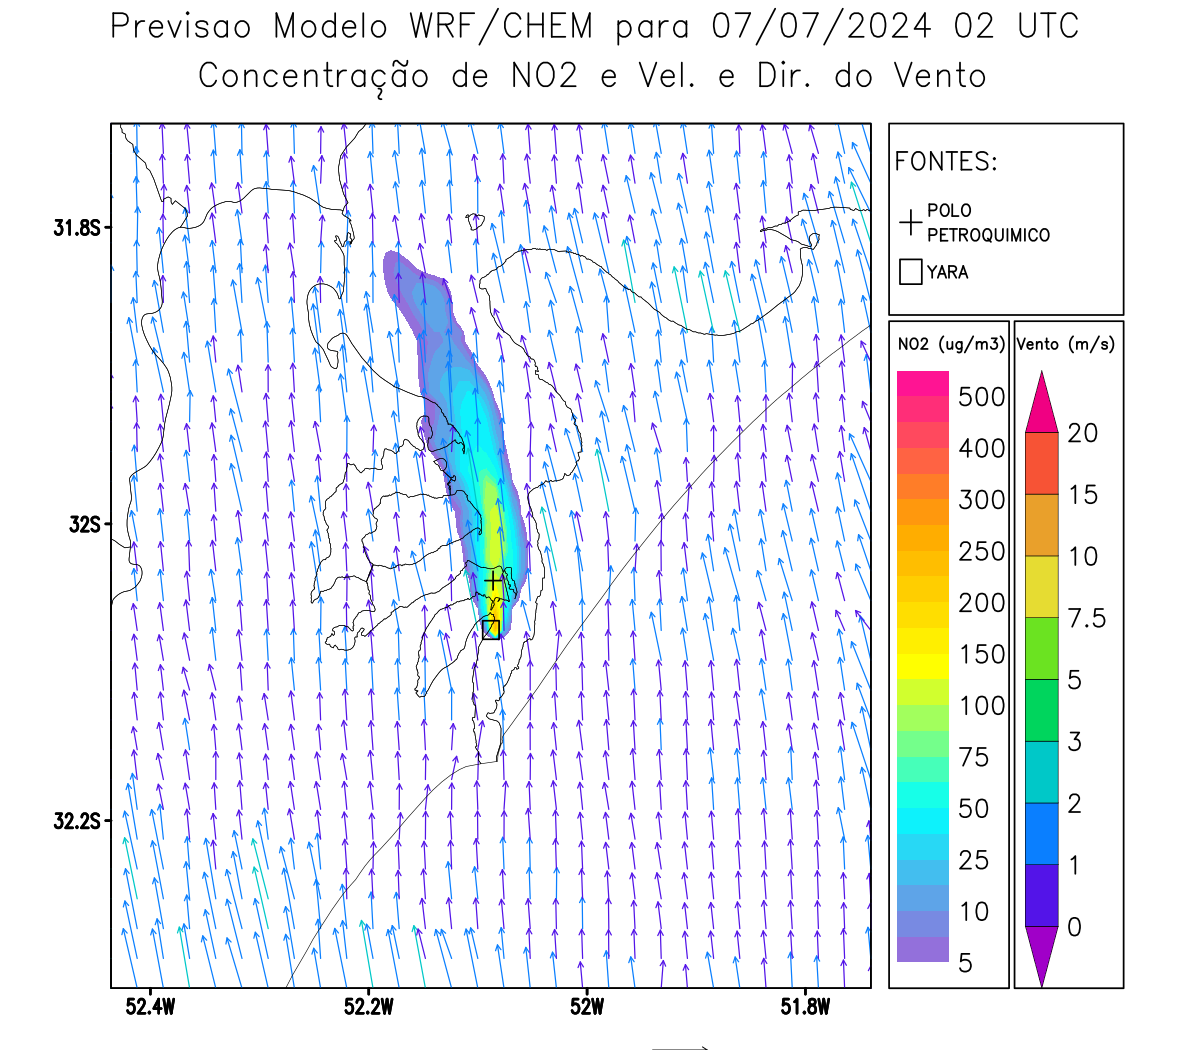 Previsao Modelo WRF/CHEM para 07/07/2024 02 UTC
Concentração de NO2 e Vel. e Dir. do Vento
FONTES:
POLO
PETROQUIMICO
YARA
NO2 (ug/m3)
500
400
300
250
200
150
100
75
50
25
10
5
Vento (m/s)
20
15
10
7.5
5
3
2
1
0
31.8S
32S
32.2S
52.4W
52.2W
52W
51.8W